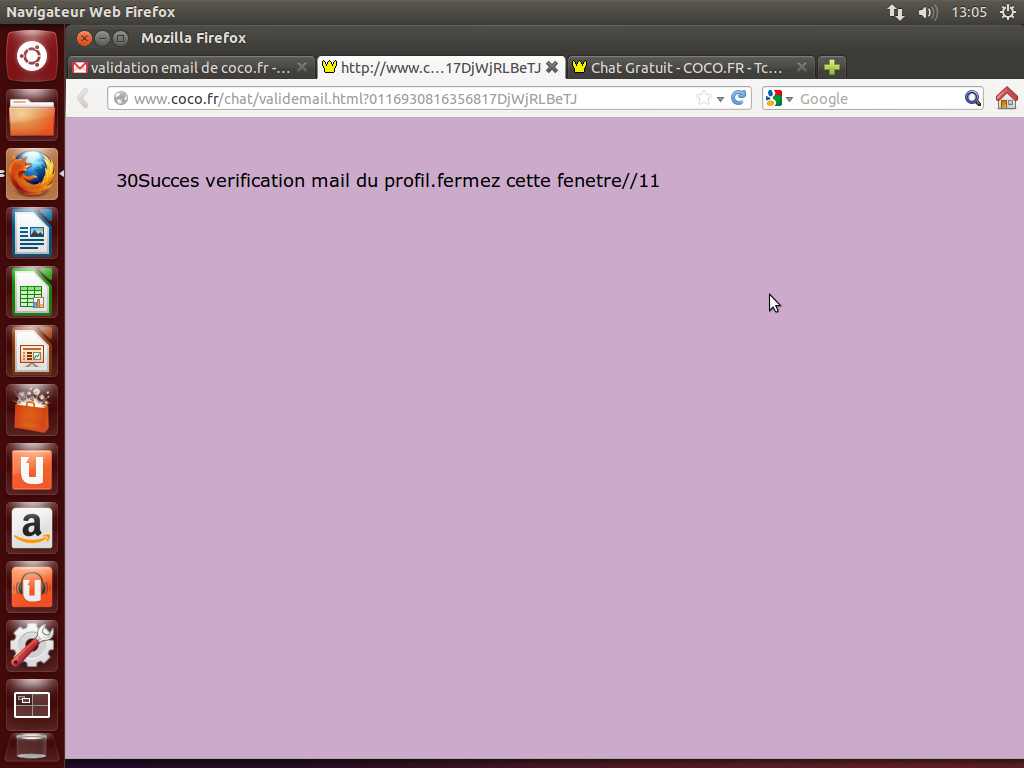 Navigateur Web Firefox
13:05
Mozilla Firefox
validation email de coco.fr -...
http://www.c...17DjWjRLBeTJ
Chat Gratuit - COCO.FR - Tc...
www.coco.fr/chat/validemail.html?0116930816356817DjWjRLBeTJ
Google
30Succes verification mail du profil.fermez cette fenetre//11